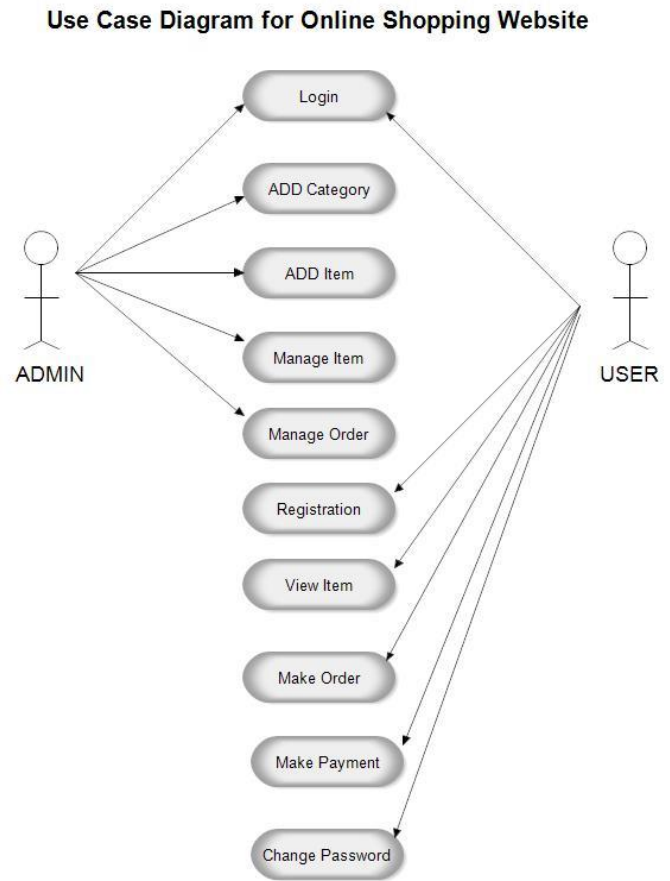 Use Case Diagram for Online Shopping Website
Login
ADD Category
ADD Item
Manage Item
ADMIN
USER
Manage Order
Registration
View Item
Make Order
Make Payment
Change Password